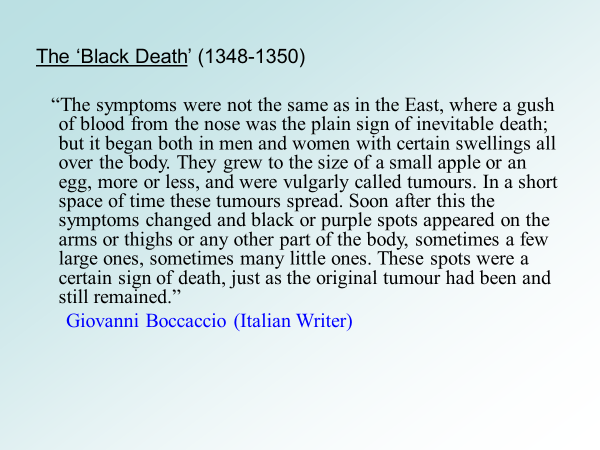 The ‘Black Death’ (1348-1350)
“The symptoms were not the same as in the East, where a gush
of blood from the nose was the plain sign of inevitable death;
but it began both in men and women with certain swellings all
over the body. They grew to the size of a small apple or an
egg, more or less, and were vulgarly called tumours. In a short
space of time these tumours spread. Soon after this the
symptoms changed and black or purple spots appeared on the
arms or thighs or any other part of the body, sometimes a few
large ones, sometimes many little ones. These spots were a
certain sign of death, just as the original tumour had been and
still remained.”
Giovanni Boccaccio (Italian Writer)